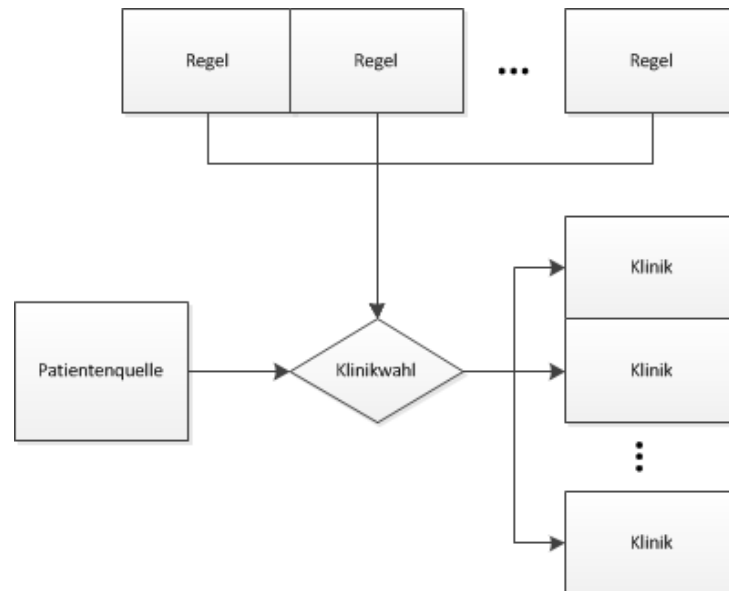 Regel
Regel
Regel
Klinik
Patientenquelle
Klinikwahl
Klinik
Klinik